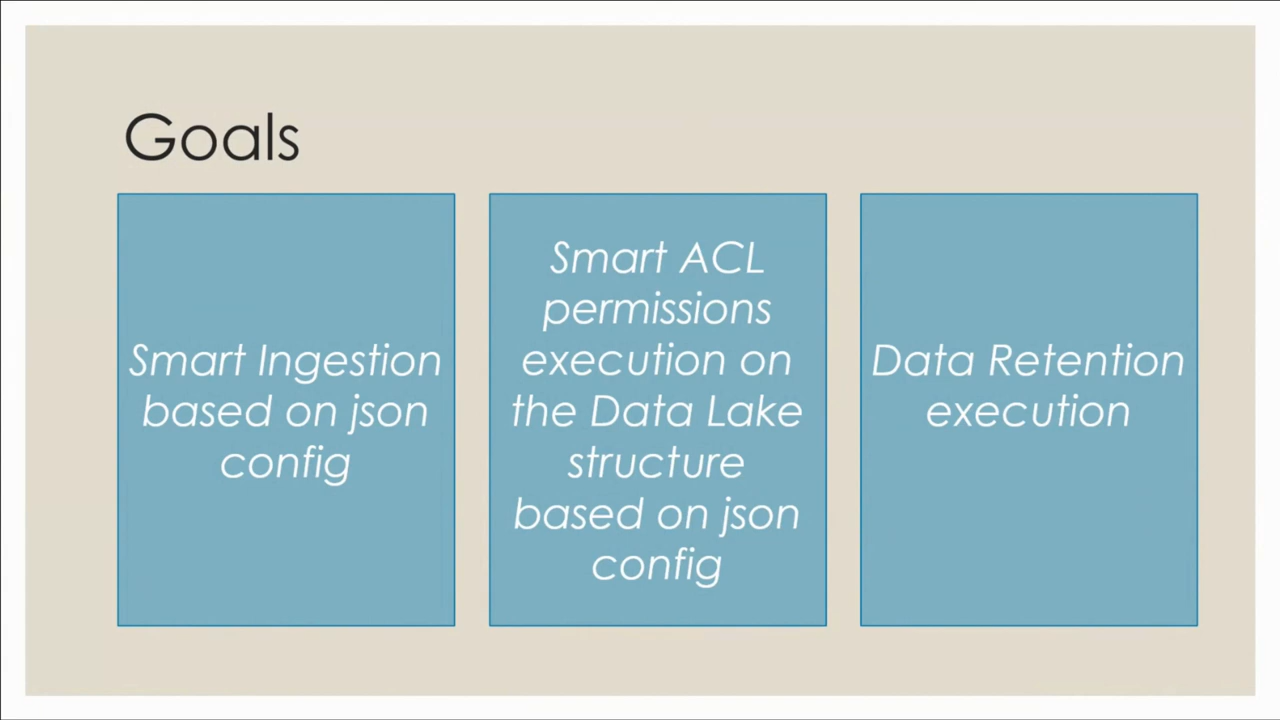 Goals
Smart Ingestion
based on json
config
Smart ACL
permissions
execution on
the Data Lake
structure
based on json
config
Data Retention
execution